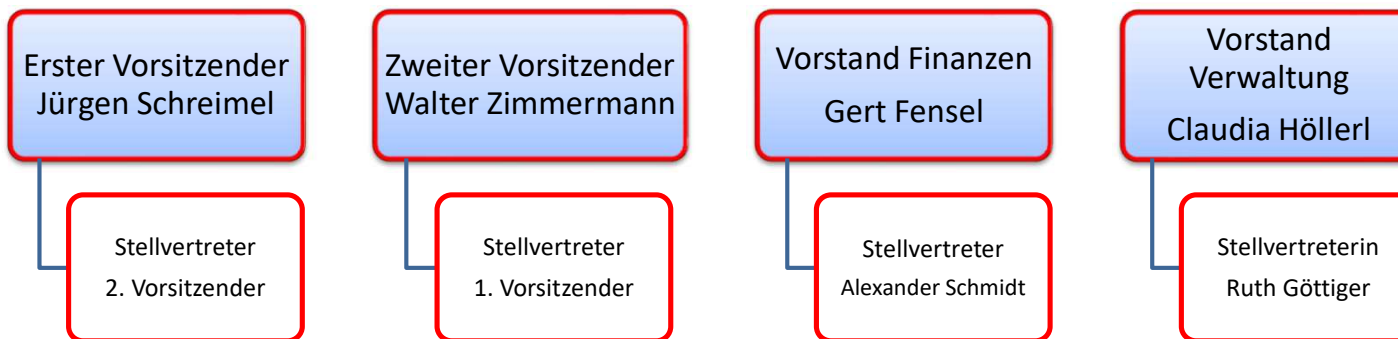 Erster Vorsitzender
Jürgen Schreimel
Stellvertreter
2. Vorsitzender
Zweiter Vorsitzender
Walter Zimmermann
Stellvertreter
1. Vorsitzender
Vorstand Finanzen
Gert Fensel
Stellvertreter
Alexander Schmidt
Vorstand
Verwaltung
Claudia Höllerl
Stellvertreterin
Ruth Göttiger